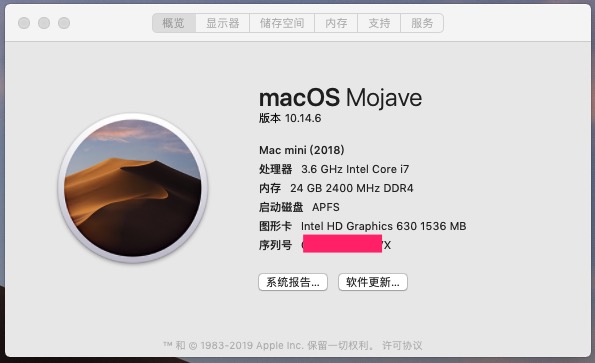 概览 显示器 储存空间 内存 支持 服务
macOS Mojave
版本 10.14.6
Mac mini (2018)
处理器 3.6 GHz Intel Core i7
内存 24 GB 2400 MHz DDR4
启动磁盘 APFS
图形卡 Intel HD Graphics 630 1536 MB
序列号
系统报告... 软件更新...
™ 和 © 1983-2019 Apple Inc. 保留一切权利。 许可协议